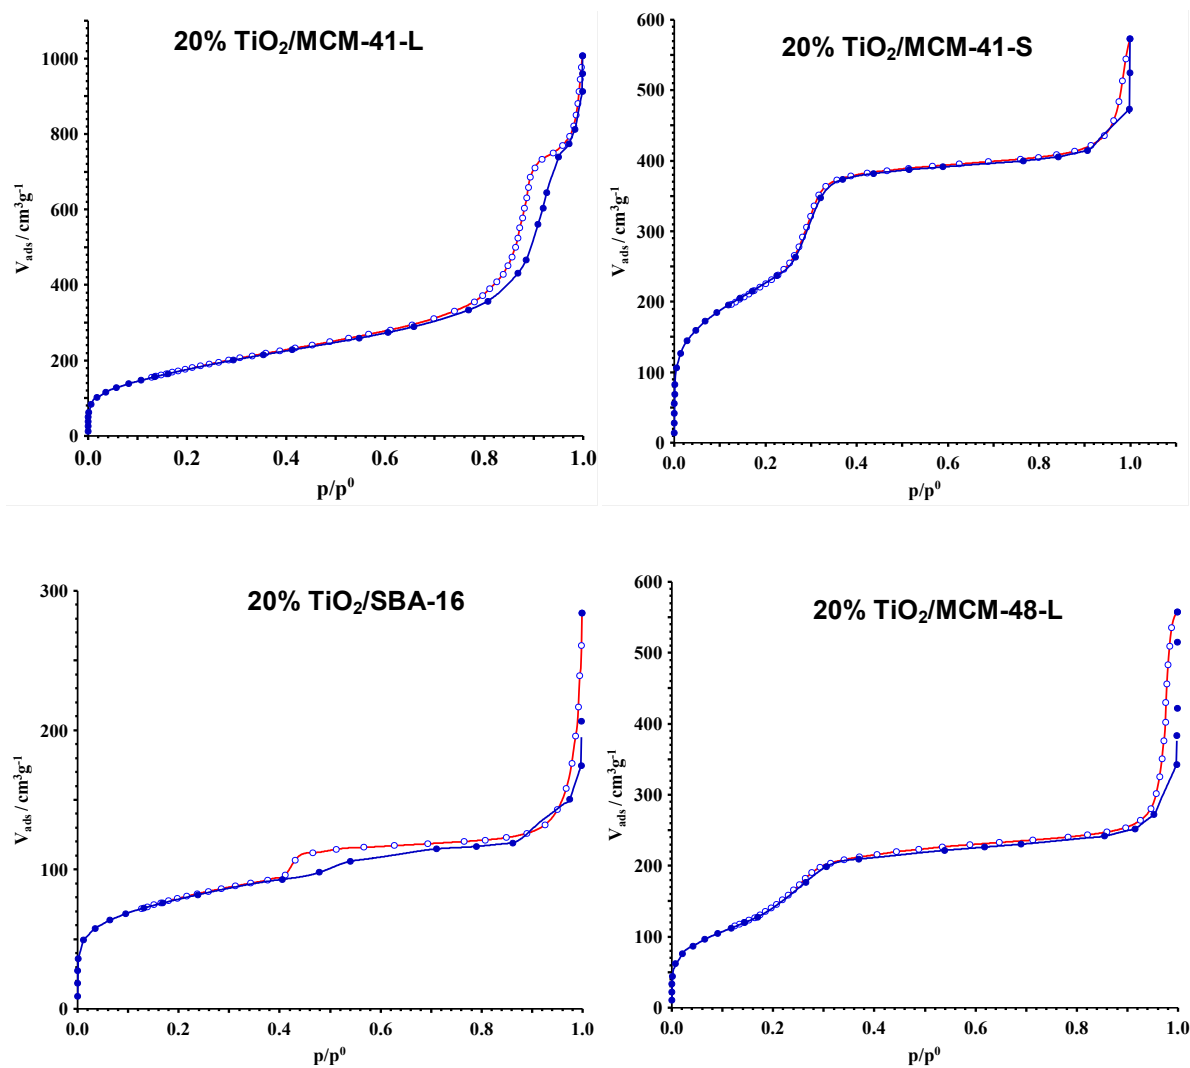 20% TiO₂/MCM-41-L
V_ads / cm³g⁻¹
1000
800
600
400
200
0
0.0 0.2 0.4 0.6 0.8 1.0
p/p⁰
20% TiO₂/MCM-41-S
V_ads / cm³g⁻¹
600
500
400
300
200
100
0
0.0 0.2 0.4 0.6 0.8 1.0
p/p⁰
20% TiO₂/SBA-16
V_ads / cm³g⁻¹
300
200
100
0
0.0 0.2 0.4 0.6 0.8 1.0
p/p⁰
20% TiO₂/MCM-48-L
V_ads / cm³g⁻¹
600
500
400
300
200
100
0
0.0 0.2 0.4 0.6 0.8 1.0
p/p⁰